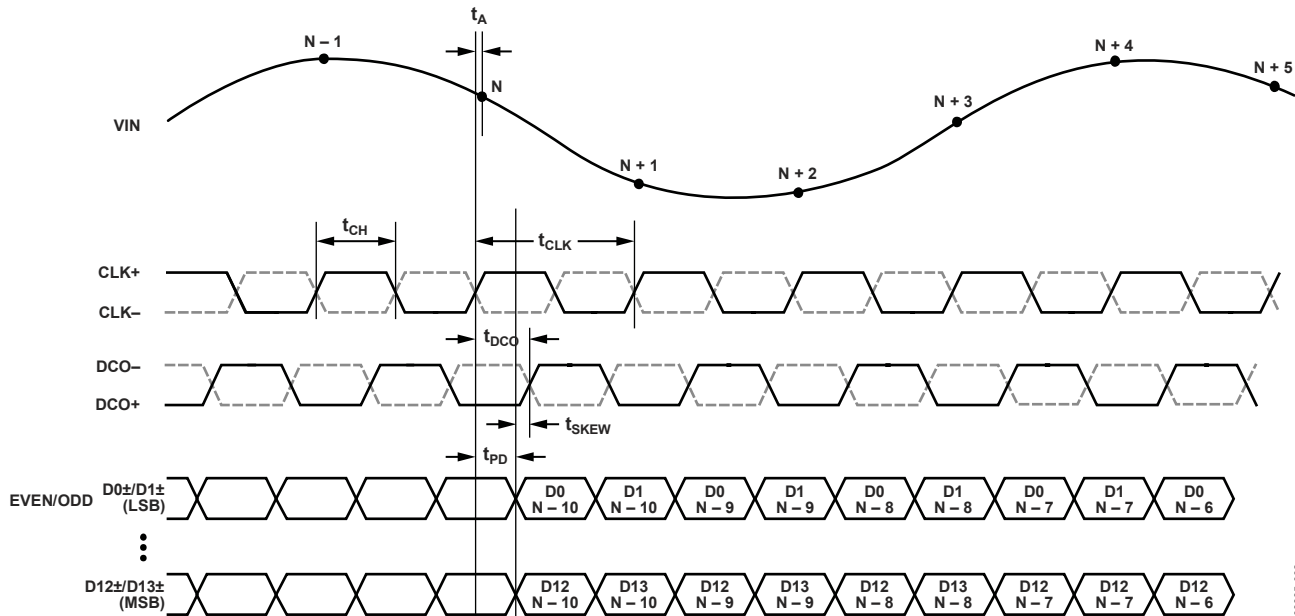 tA
N – 1
N
N + 1
N + 2
N + 3
N + 4
N + 5
VIN
tCH
tCLK
CLK+
CLK–
tDCO
DCO–
DCO+
tSKEW
tPD
EVEN/ODD
D0±/D1±
(LSB)
D0 D1 D0 D1 D0 D1 D0 D1 D0
N – 10 N – 10 N – 9 N – 9 N – 8 N – 8 N – 7 N – 7 N – 6
D12±/D13±
(MSB)
D12 D13 D12 D13 D12 D13 D12 D12 D12
N – 10 N – 10 N – 9 N – 9 N – 8 N – 8 N – 7 N – 7 N – 6